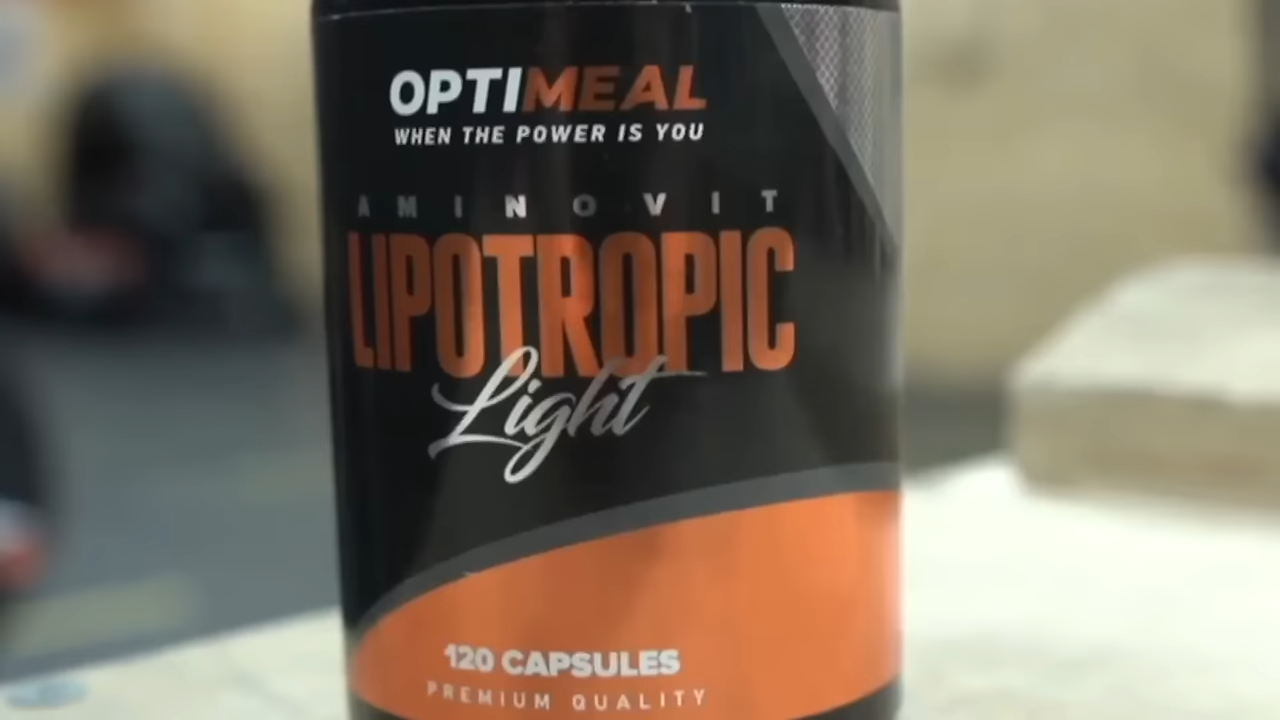 OPTIMEAL
WHEN THE POWER IS YOU
AMINOVIT
LIPOTROPIC
Light
120 CAPSULES
PREMIUM QUALITY